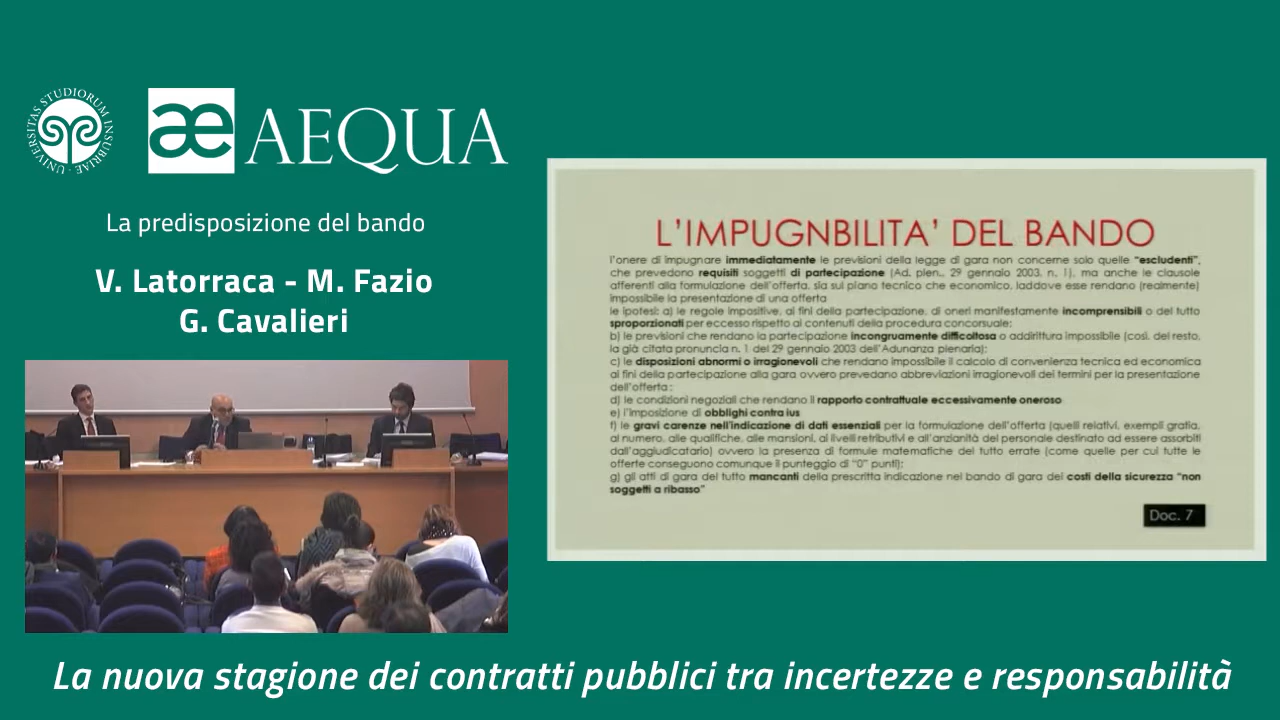 UNIVERSITAS STUDIORUM INSUBRIAE
æ AEQUA
La predisposizione del bando
V. Latorraca - M. Fazio
G. Cavalieri
L'IMPUGNBILITA' DEL BANDO
l'onere di impugnare immediatamente le previsioni della legge di gara non concerne solo quelle "escludenti",
che prevedono requisiti soggetti di partecipazione (Ad. plen., 29 gennaio 2003, n. 1), ma anche le clausole
afferenti alla formulazione dell'offerta, sia sul piano tecnico che economico, laddove esse rendano (realmente)
impossibile la presentazione di una offerta
le ipotesi: a) le regole impositive, ai fini della partecipazione, di oneri manifestamente incomprensibili o del tutto
sproporzionati per eccesso rispetto ai contenuti della procedura concorsuale;
b) le previsioni che rendano la partecipazione incongruamente difficoltosa o addirittura impossibile (così, del resto,
la già citata pronuncia n. 1 del 29 gennaio 2003 dell'Adunanza plenaria);
c) le disposizioni abnormi o irragionevoli che rendano impossibile il calcolo di convenienza tecnica ed economica
ai fini della partecipazione alla gara ovvero prevedano abbreviazioni irragionevoli dei termini per la presentazione
dell'offerta ;
d) le condizioni negoziali che rendano il rapporto contrattuale eccessivamente oneroso
e) l'imposizione di obblighi contra ius
f) le gravi carenze nell'indicazione di dati essenziali per la formulazione dell'offerta (quelli relativi, exempli gratia,
al numero, alle qualifiche, alle mansioni, ai livelli retributivi e all'anzianità del personale destinato ad essere assorbiti
dall'aggiudicatario) ovvero la presenza di formule matematiche del tutto errate (come quelle per cui tutte le
offerte conseguono comunque il punteggio di "0" punti);
g) gli atti di gara del tutto mancanti della prescritta indicazione nel bando di gara dei costi della sicurezza "non
soggetti a ribasso"
Doc. 7
La nuova stagione dei contratti pubblici tra incertezze e responsabilità